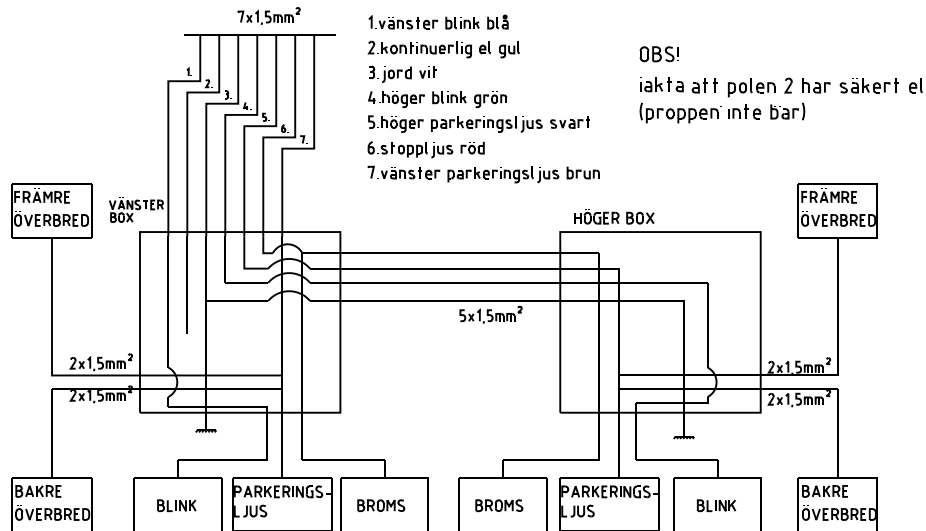 7x1,5mm²
1.vänster blink blå
2.kontinuerlig el gul
3.jord vit
4.höger blink grön
5.höger parkeringsljus svart
6.stoppljus röd
7.vänster parkeringsljus brun
OBS!
iakta att polen 2 har säkert el
(proppen inte bar)
1.
2.
3.
4.
5.
6.
7.
FRÄMRE
ÖVERBRED
VÄNSTER
BOX
HÖGER BOX
FRÄMRE
ÖVERBRED
5x1,5mm²
2x1,5mm²
2x1,5mm²
2x1,5mm²
2x1,5mm²
BAKRE
ÖVERBRED
BLINK
PARKERINGS-
LJUS
BROMS
BROMS
PARKERINGS-
LJUS
BLINK
BAKRE
ÖVERBRED